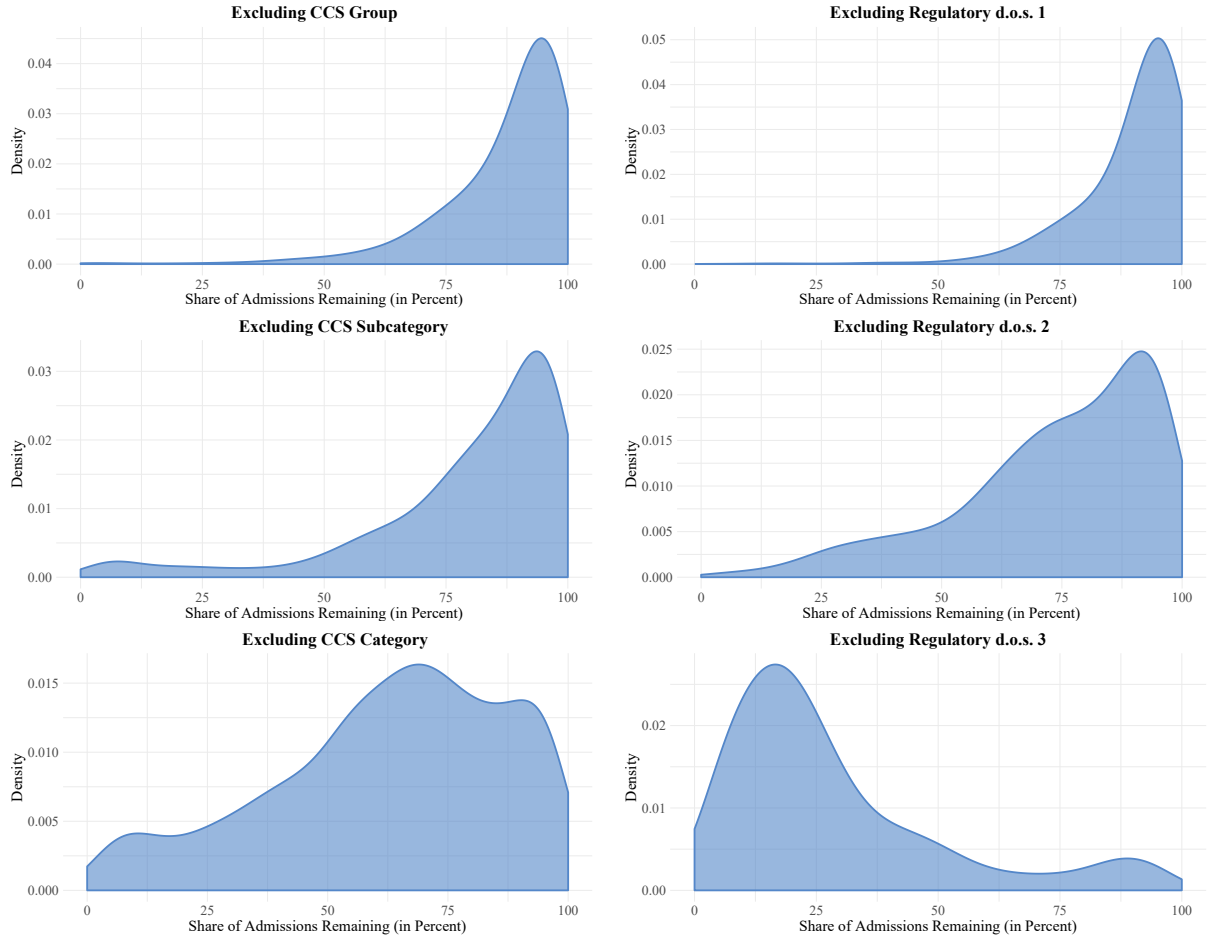 Excluding CCS Group
Density
0.04
0.03
0.02
0.01
0.00
0 25 50 75 100
Share of Admissions Remaining (in Percent)
Excluding Regulatory d.o.s. 1
Density
0.05
0.04
0.03
0.02
0.01
0.00
0 25 50 75 100
Share of Admissions Remaining (in Percent)
Excluding CCS Subcategory
Density
0.03
0.02
0.01
0.00
0 25 50 75 100
Share of Admissions Remaining (in Percent)
Excluding Regulatory d.o.s. 2
Density
0.025
0.020
0.015
0.010
0.005
0.000
0 25 50 75 100
Share of Admissions Remaining (in Percent)
Excluding CCS Category
Density
0.015
0.010
0.005
0.000
0 25 50 75 100
Share of Admissions Remaining (in Percent)
Excluding Regulatory d.o.s. 3
Density
0.02
0.01
0.00
0 25 50 75 100
Share of Admissions Remaining (in Percent)